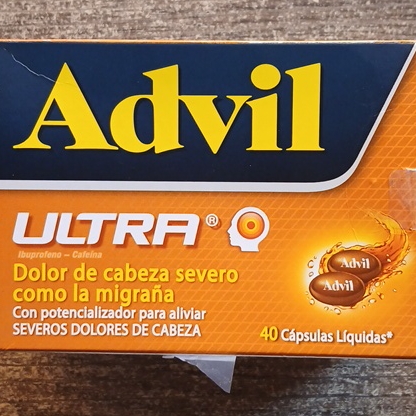 Advil
ULTRA®
Ibuprofeno – Cafeína
Dolor de cabeza severo
como la migraña
Con potencializador para aliviar
SEVEROS DOLORES DE CABEZA
Advil
Advil
40 Cápsulas Líquidas*